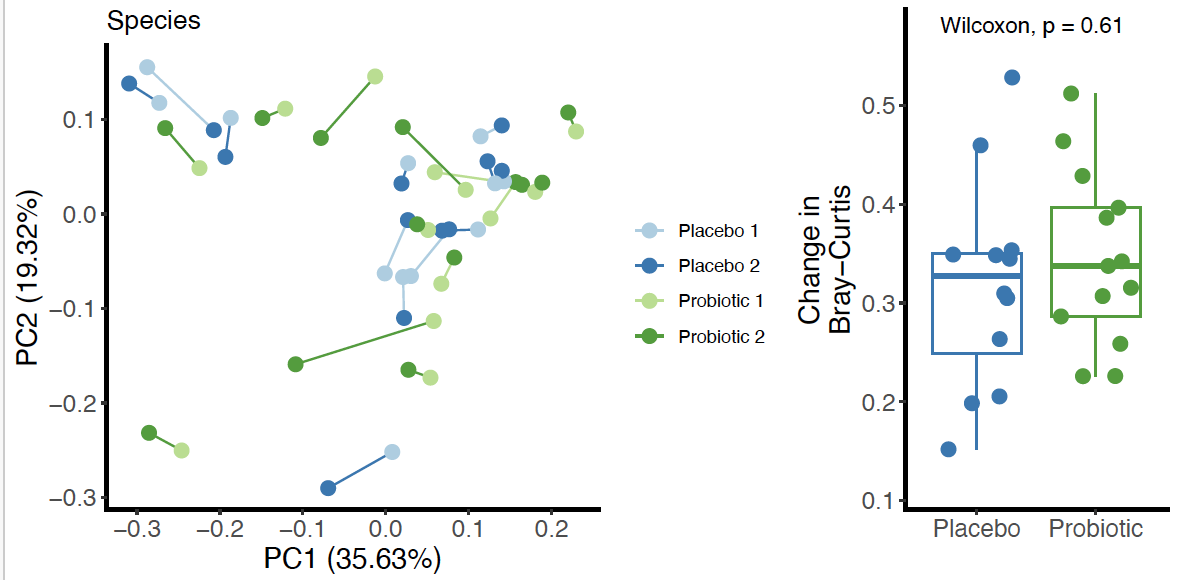 Species
PC2 (19.32%)
0.1
0.0
−0.1
−0.2
−0.3
−0.3 −0.2 −0.1 0.0 0.1 0.2
PC1 (35.63%)
Placebo 1
Placebo 2
Probiotic 1
Probiotic 2
Wilcoxon, p = 0.61
Change in
Bray−Curtis
0.5
0.4
0.3
0.2
0.1
Placebo Probiotic